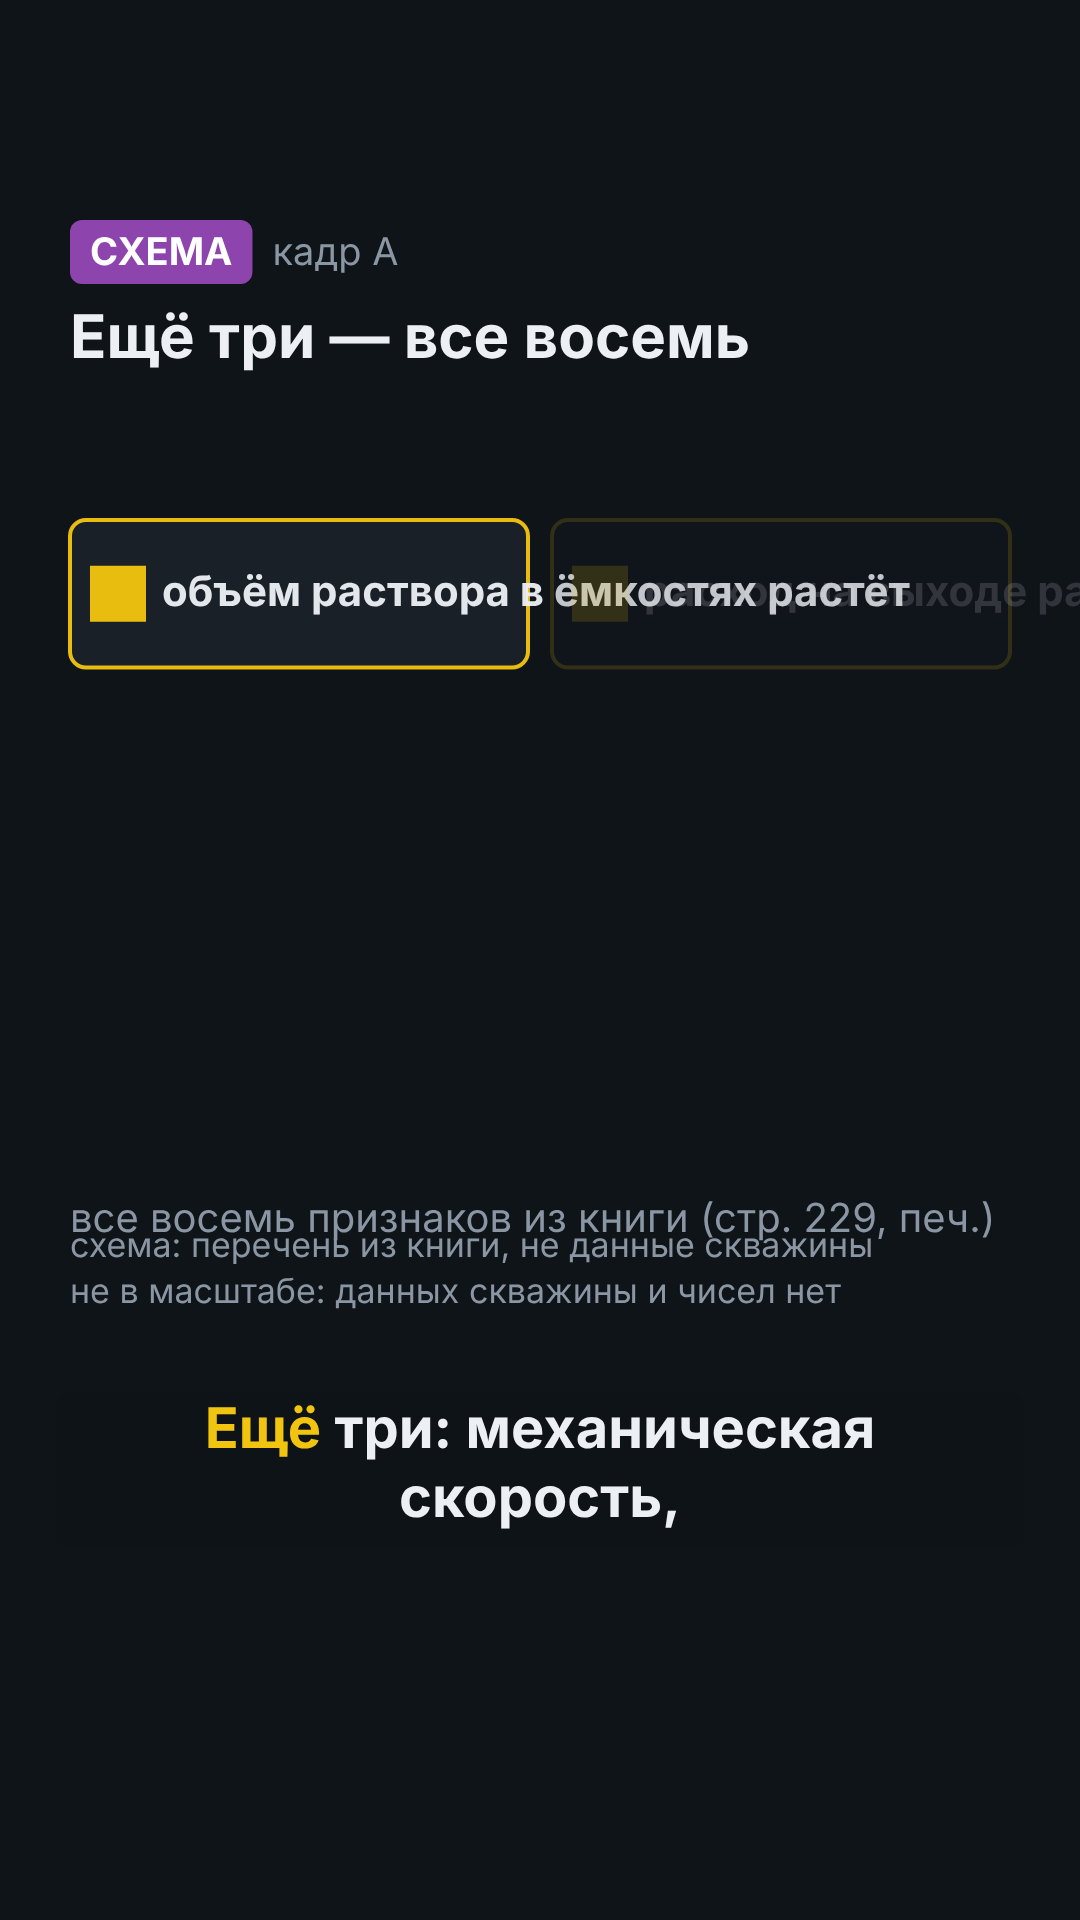 СХЕМА кадр А
Ещё три — все восемь
объём раствора в ёмкостях растёт
выходе
все восемь признаков из книги (стр. 229, печ.)
схема: перечень из книги, не данные скважины
не в масштабе: данных скважины и чисел нет
Ещё три: механическая
скорость,